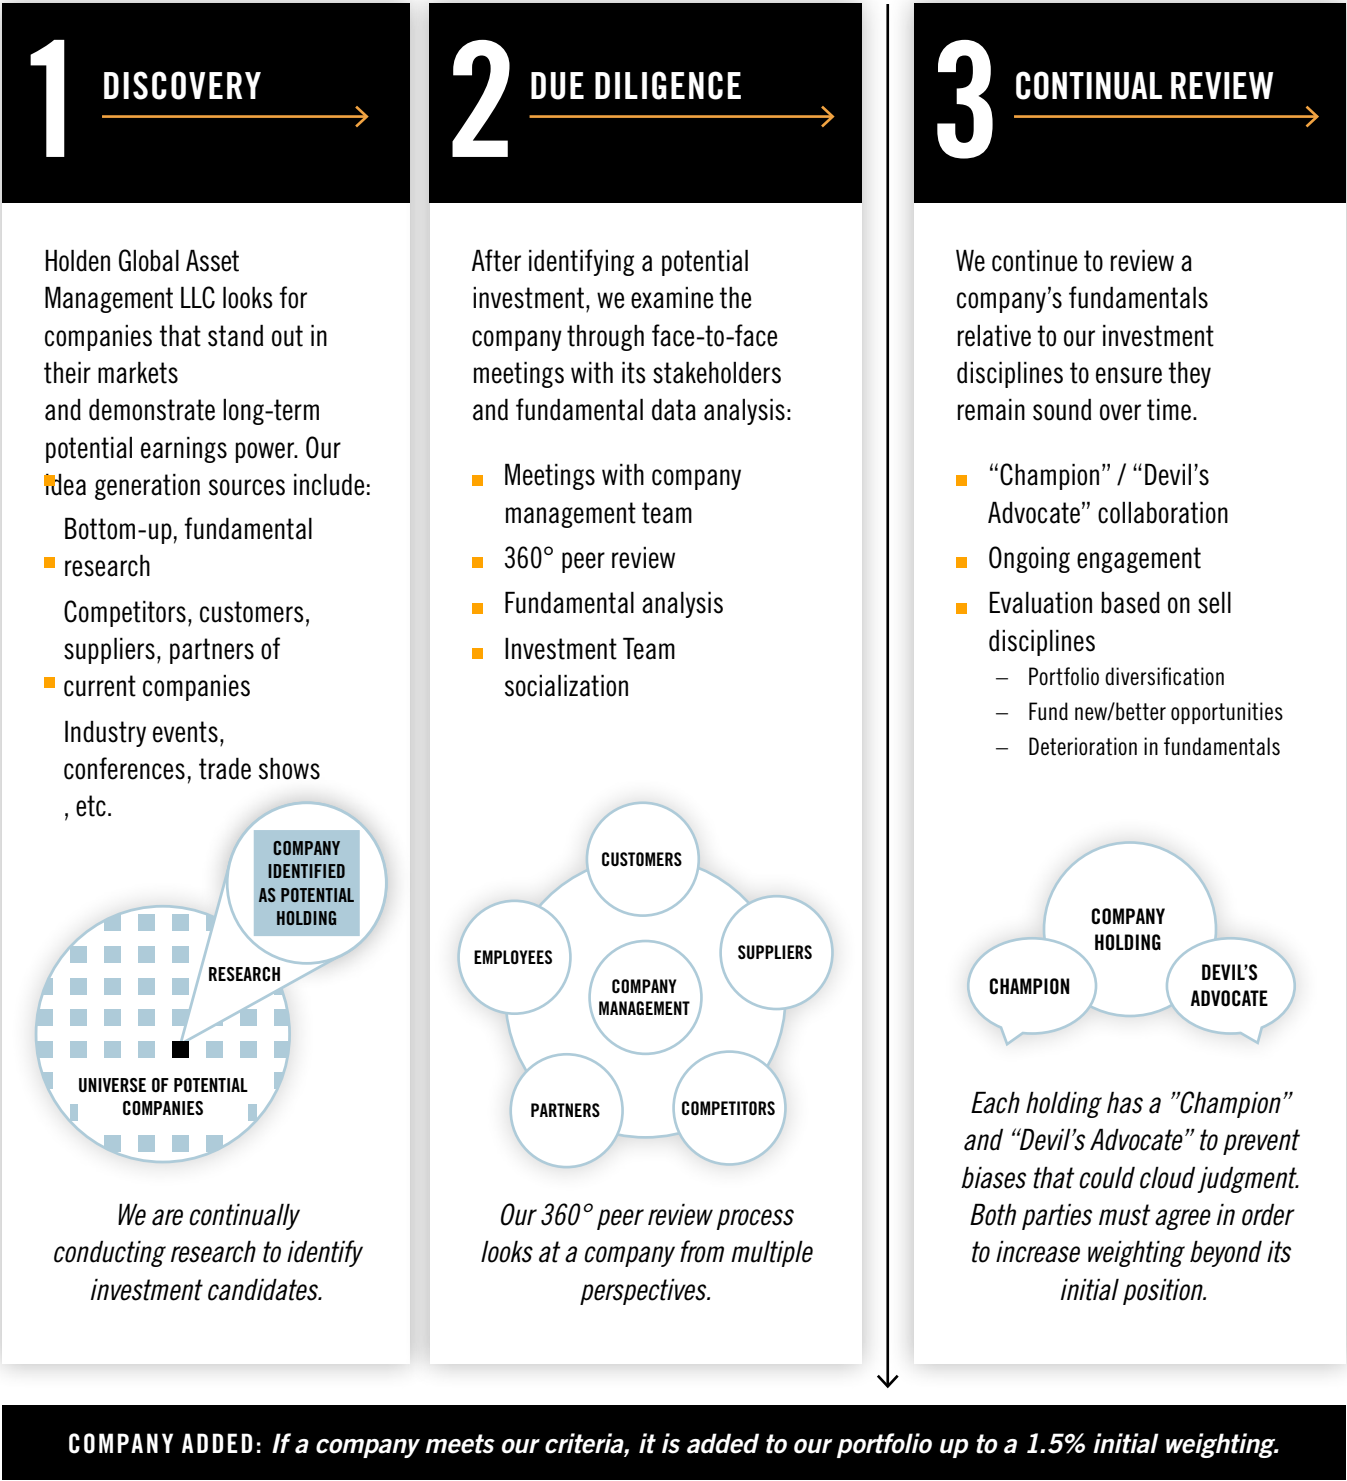 1 DISCOVERY
Holden Global Asset
Management LLC looks for
companies that stand out in
their markets
and demonstrate long-term
potential earnings power. Our
idea generation sources include:
Bottom-up, fundamental
research
Competitors, customers,
suppliers, partners of
current companies
Industry events,
conferences, trade shows
, etc.
COMPANY
IDENTIFIED
AS POTENTIAL
HOLDING
RESEARCH
UNIVERSE OF POTENTIAL
COMPANIES
We are continually
conducting research to identify
investment candidates.
2 DUE DILIGENCE
After identifying a potential
investment, we examine the
company through face-to-face
meetings with its stakeholders
and fundamental data analysis:
Meetings with company
management team
360° peer review
Fundamental analysis
Investment Team
socialization
CUSTOMERS
EMPLOYEES
SUPPLIERS
COMPANY
MANAGEMENT
PARTNERS
COMPETITORS
Our 360° peer review process
looks at a company from multiple
perspectives.
3 CONTINUAL REVIEW
We continue to review a
company’s fundamentals
relative to our investment
disciplines to ensure they
remain sound over time.
“Champion” / “Devil’s
Advocate” collaboration
Ongoing engagement
Evaluation based on sell
disciplines
– Portfolio diversification
– Fund new/better opportunities
– Deterioration in fundamentals
COMPANY
HOLDING
CHAMPION
DEVIL’S
ADVOCATE
Each holding has a ”Champion”
and “Devil’s Advocate” to prevent
biases that could cloud judgment.
Both parties must agree in order
to increase weighting beyond its
initial position.
COMPANY ADDED: If a company meets our criteria, it is added to our portfolio up to a 1.5% initial weighting.